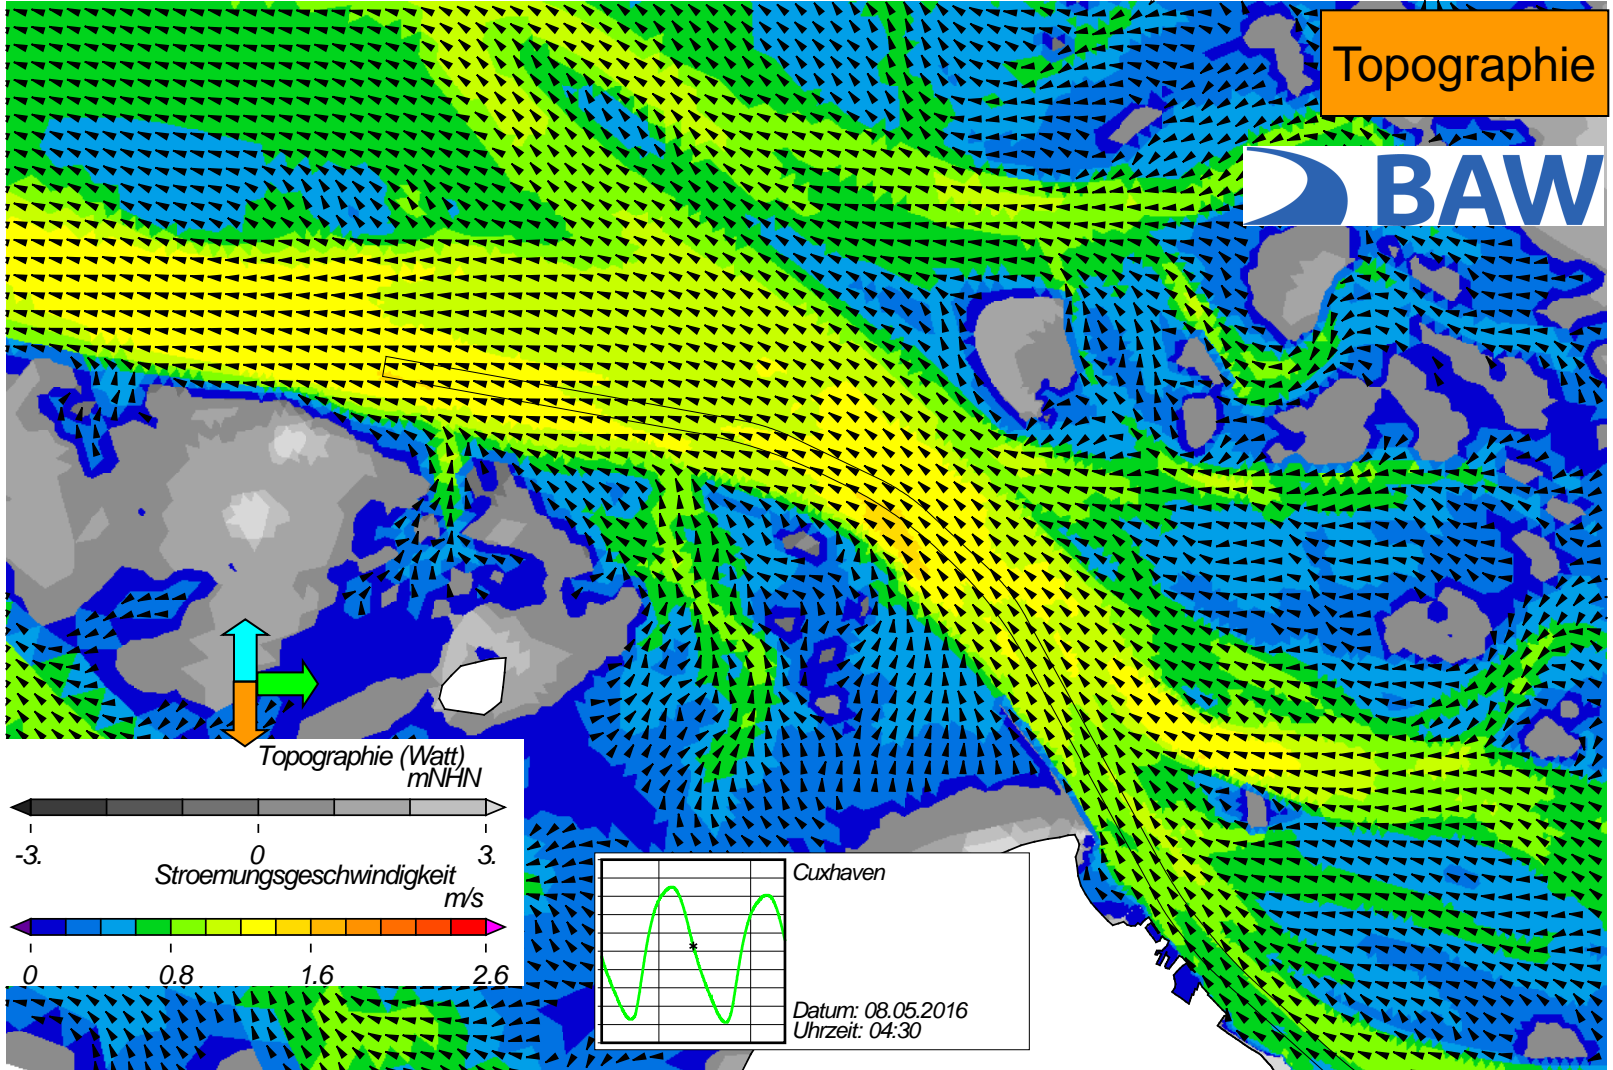 Topographie
BAW
Topographie (Watt)
mNHN
-3. 0 3.
Stroemungsgeschwindigkeit
m/s
0 0.8 1.6 2.6
Cuxhaven
Datum: 08.05.2016
Uhrzeit: 04:30